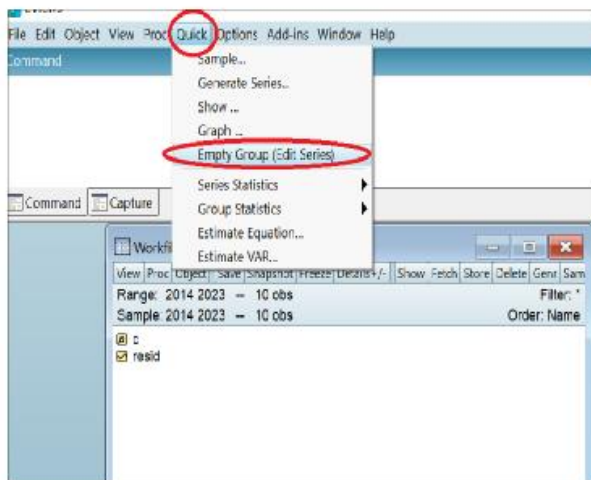 File Edit Object View Proc Quick Options Add-ins Window Help
Command
Sample...
Generate Series...
Show ...
Graph ...
Empty Group (Edit Series)
Series Statistics
Group Statistics
Estimate Equation...
Estimate VAR...
Command Capture
View Proc Object Save Snapshot Freeze Details+/- Show Fetch Store Delete Genr Sam
Range: 2014 2023 -- 10 obs
Filter: *
Sample: 2014 2023 -- 10 obs
Order: Name
c
resid